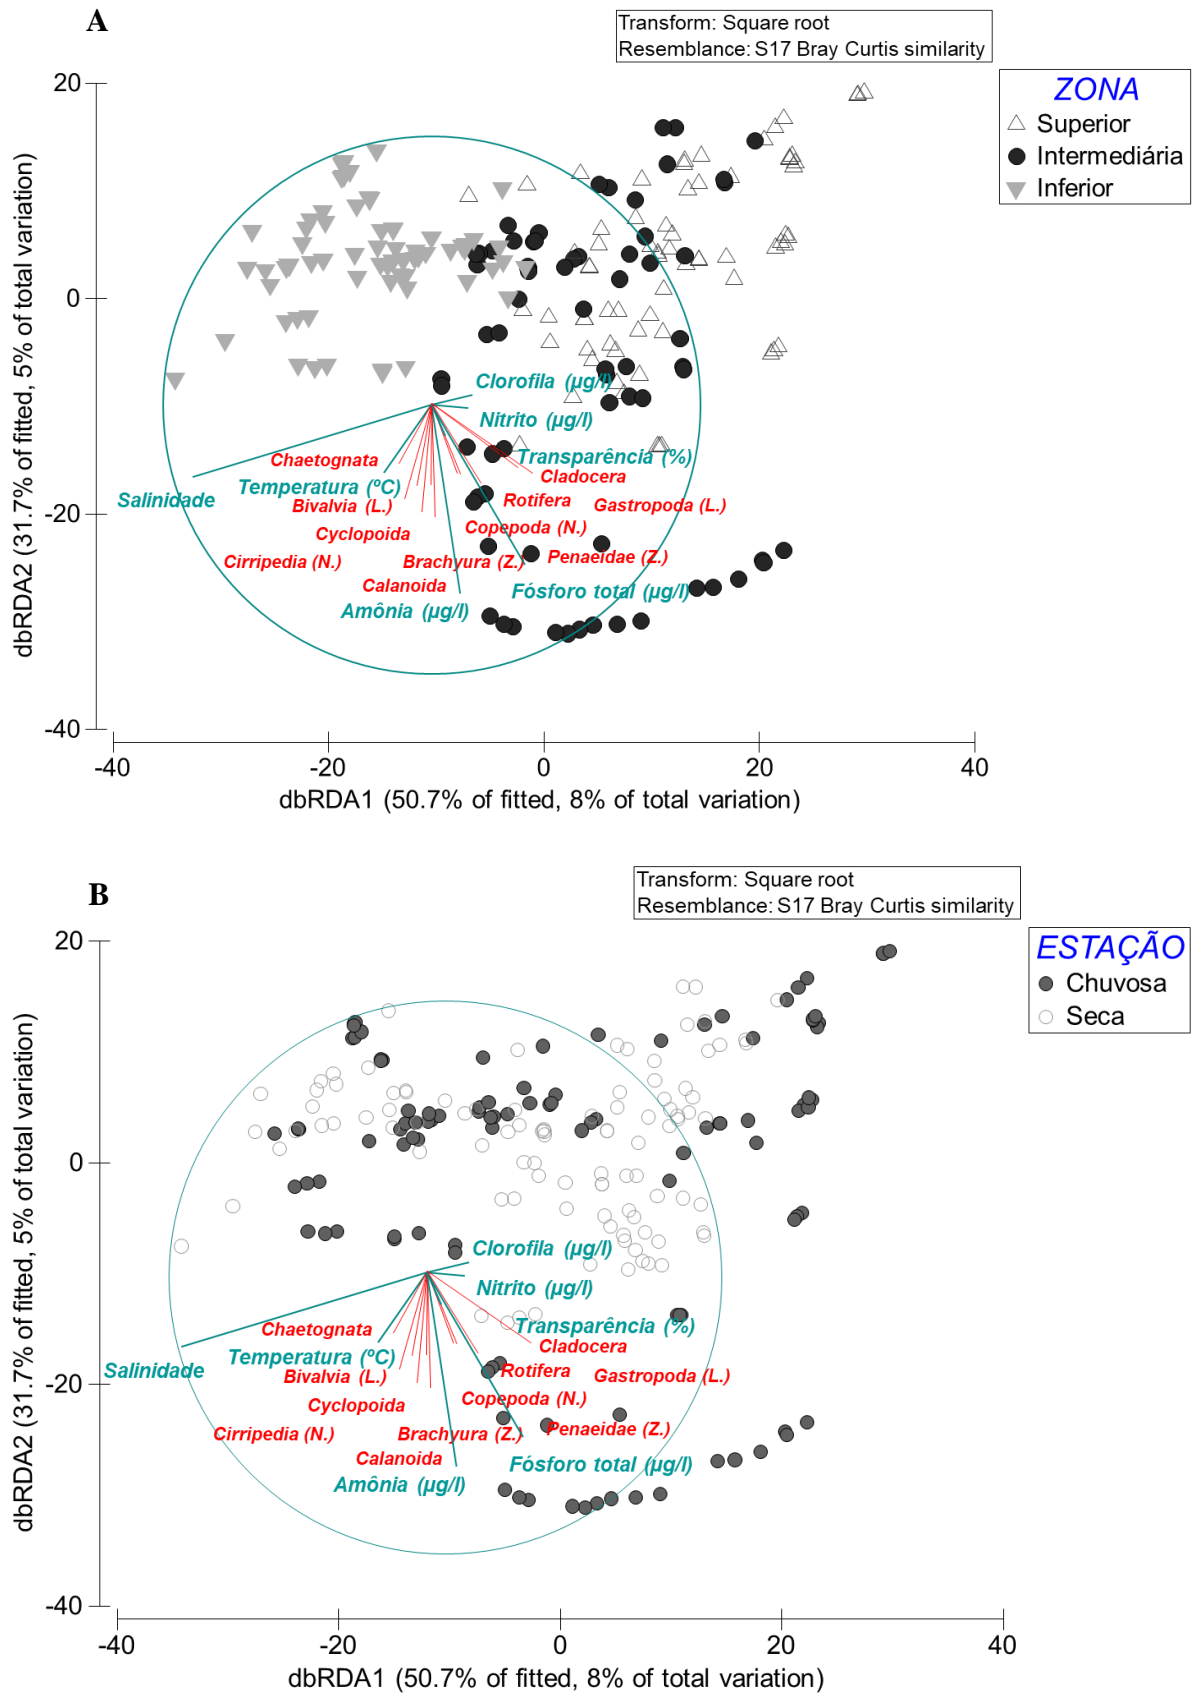 A
Transform: Square root
Resemblance: S17 Bray Curtis similarity
ZONA
Superior
Intermediária
Inferior
20
0
-20
-40
dbRDA2 (31.7% of fitted, 5% of total variation)
Clorofila (µg/l)
Nitrito (µg/l)
Transparência (%)
Chaetognata
Cladocera
Temperatura (ºC)
Salinidade
Rotifera
Bivalvia (L.)
Gastropoda (L.)
Copepoda (N.)
Cyclopoida
Cirripedia (N.)
Brachyura (Z.)
Penaeidae (Z.)
Calanoida
Fósforo total (µg/l)
Amônia (µg/l)
-40
-20
0
20
40
dbRDA1 (50.7% of fitted, 8% of total variation)
B
Transform: Square root
Resemblance: S17 Bray Curtis similarity
ESTAÇÃO
Chuvosa
Seca
20
0
-20
-40
dbRDA2 (31.7% of fitted, 5% of total variation)
Clorofila (µg/l)
Nitrito (µg/l)
Transparência (%)
Chaetognata
Cladocera
Temperatura (ºC)
Salinidade
Rotifera
Bivalvia (L.)
Gastropoda (L.)
Copepoda (N.)
Cyclopoida
Cirripedia (N.)
Brachyura (Z.)
Penaeidae (Z.)
Calanoida
Fósforo total (µg/l)
Amônia (µg/l)
-40
-20
0
20
40
dbRDA1 (50.7% of fitted, 8% of total variation)